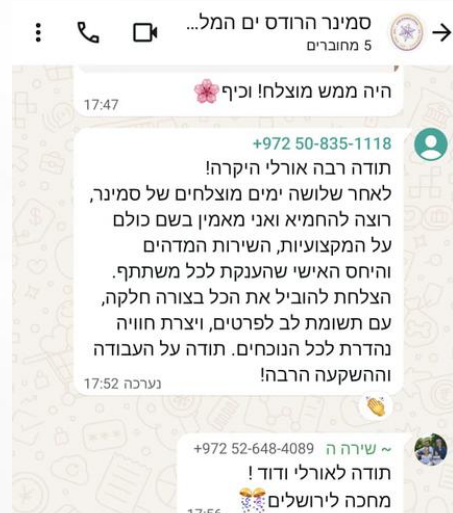 סמינר הרודס ים המל...
5 מחוברים
היה ממש מוצלח! וכיף🌸
17:47
+972 50-835-1118
תודה רבה אורלי היקרה!
לאחר שלושה ימים מוצלחים של סמינר,
רוצה להחמיא ואני מאמין בשם כולם
על המקצועיות, השירות המדהים
והיחס האישי שהענקת לכל משתתף.
הצלחת להוביל את הכל בצורה חלקה,
עם תשומת לב לפרטים, ויצרת חוויה
נהדרת לכל הנוכחים. תודה על העבודה
וההשקעה הרבה!
נערכה 17:52
~ שירה ה +972 52-648-4089
תודה לאורלי ודוד !
מחכה לירושלים🎊
17:56